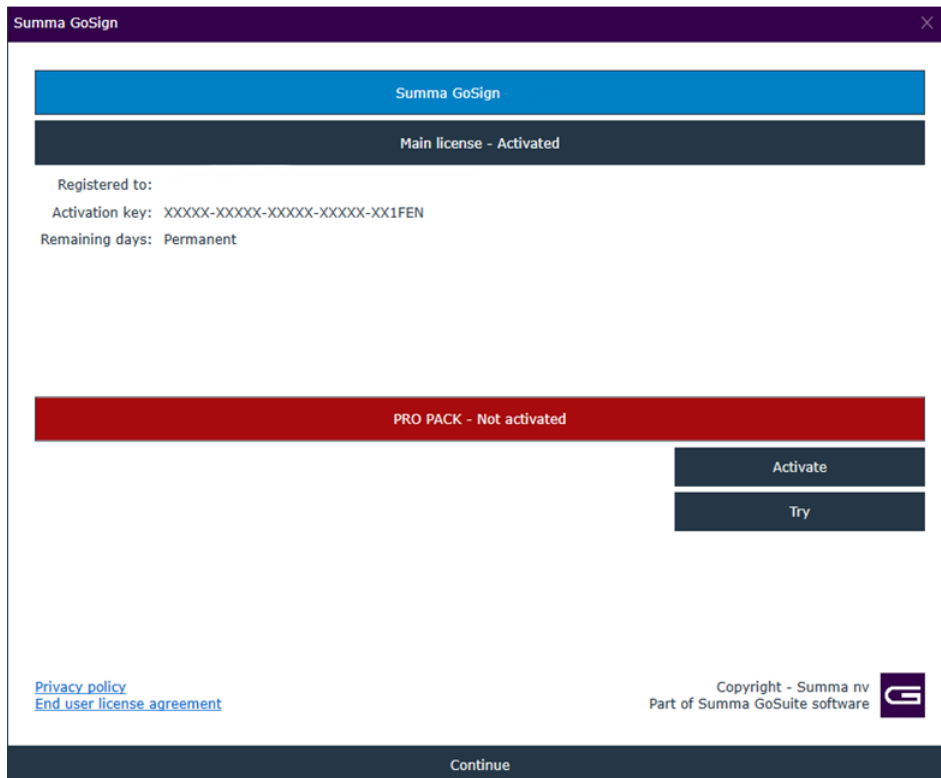 Summa GoSign
Summa GoSign
Main license - Activated
Registered to:
Activation key: XXXXX-XXXXX-XXXXX-XXXXX-XX1FEN
Remaining days: Permanent
PRO PACK - Not activated
Activate
Try
Privacy policy
End user license agreement
Copyright - Summa nv
Part of Summa GoSuite software
Continue